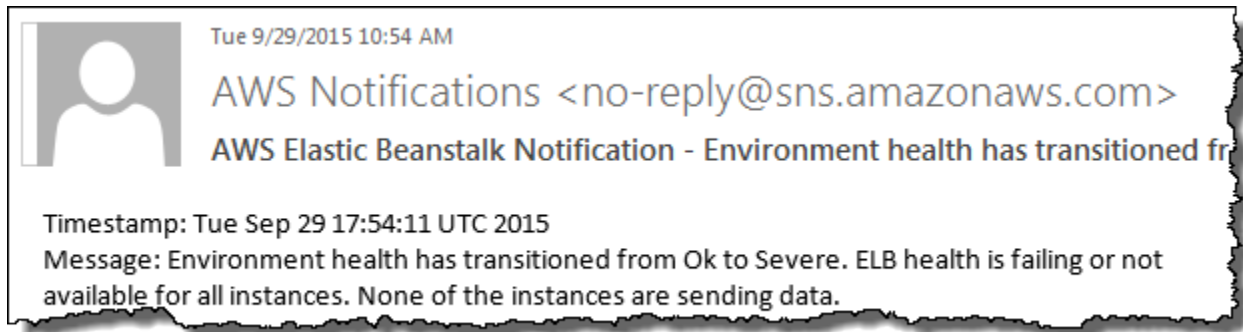 Tue 9/29/2015 10:54 AM
AWS Notifications <no-reply@sns.amazonaws.com>
AWS Elastic Beanstalk Notification - Environment health has transitioned fr
Timestamp: Tue Sep 29 17:54:11 UTC 2015
Message: Environment health has transitioned from Ok to Severe. ELB health is failing or not
available for all instances. None of the instances are sending data.